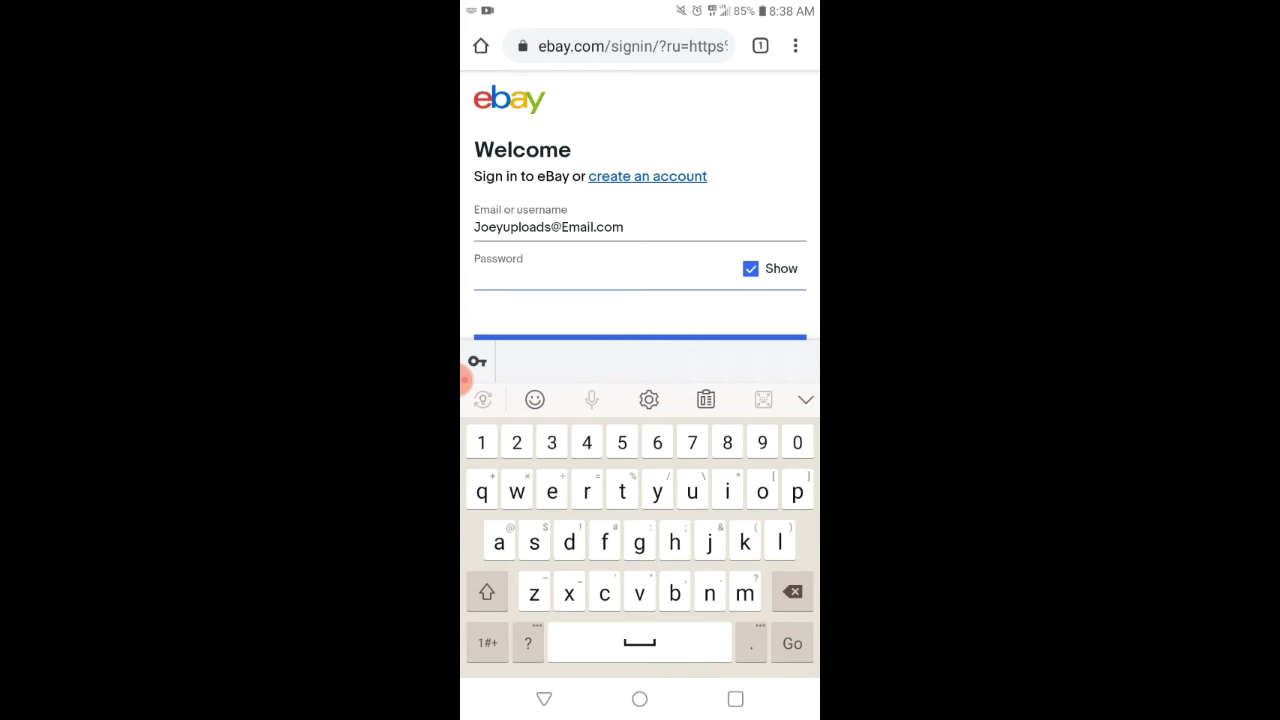 85% 8:38 AM
ebay.com/signin/?ru=https%
1
ebay
Welcome
Sign in to eBay or create an account
Email or username
Joeyuploads@Email.com
Password
Show
1 2 3 4 5 6 7 8 9 0
q w e r t y u i o p
a s d f g h j k l
z x c v b n m
1#+ ? . Go